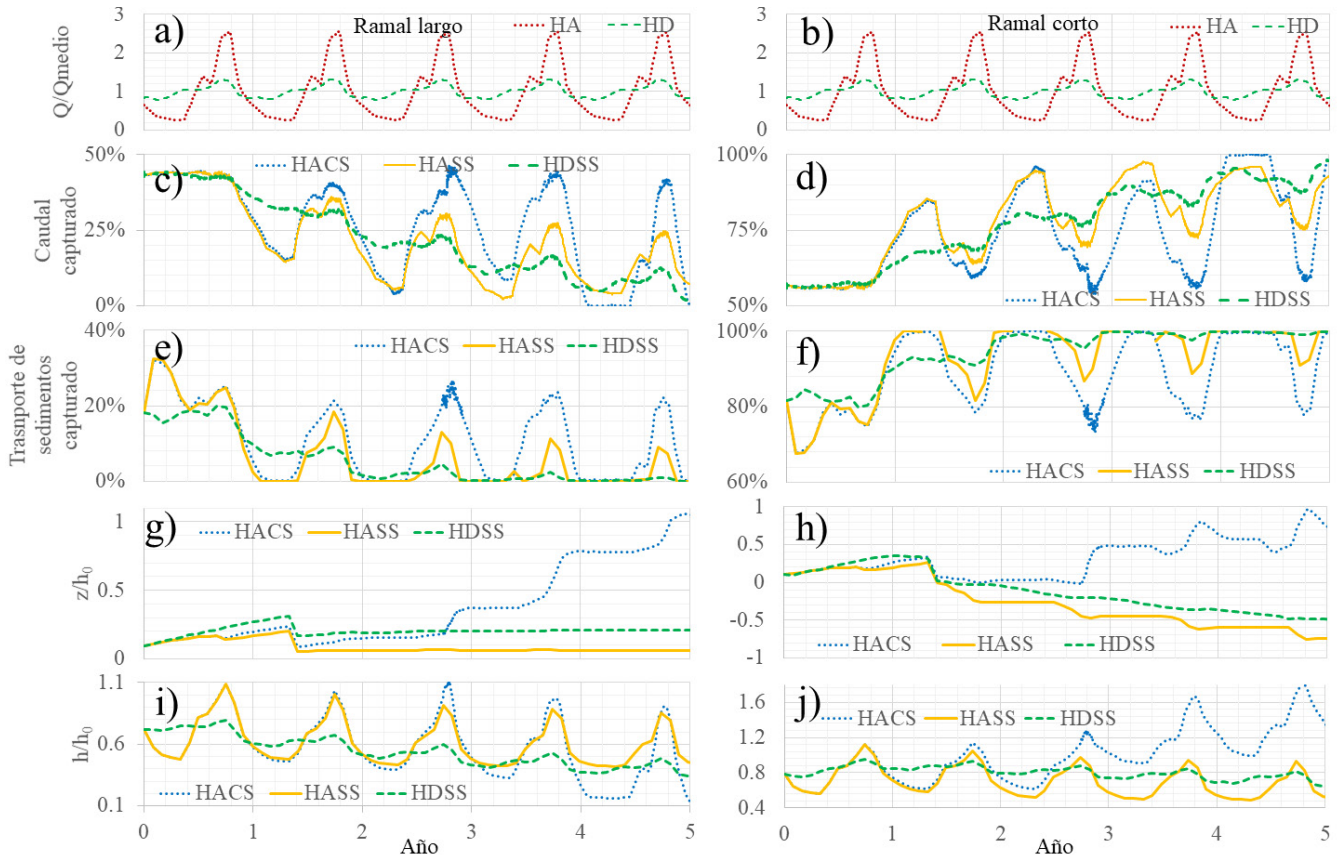 a) Ramal largo HA HD
b) Ramal corto HA HD
Q/Qmedio
3
2
1
0
3
2
1
0
c) HACS HASS HDSS
Caudal
capturado
50%
25%
0%
d)
100%
75%
50%
HACS HASS HDSS
e) HACS HASS HDSS
Trasnporte de
sedimentos
capturado
40%
20%
0%
f)
100%
80%
60%
HACS HASS HDSS
g) HACS HASS HDSS
z/h0
1
0.5
0
h)
1
0.5
0
-0.5
-1
HACS HASS HDSS
i)
h/h0
1.1
0.6
0.1
HACS HASS HDSS
j) HACS HASS HDSS
1.6
1.2
0.8
0.4
0 1 2 3 4 5
Año
0 1 2 3 4 5
Año